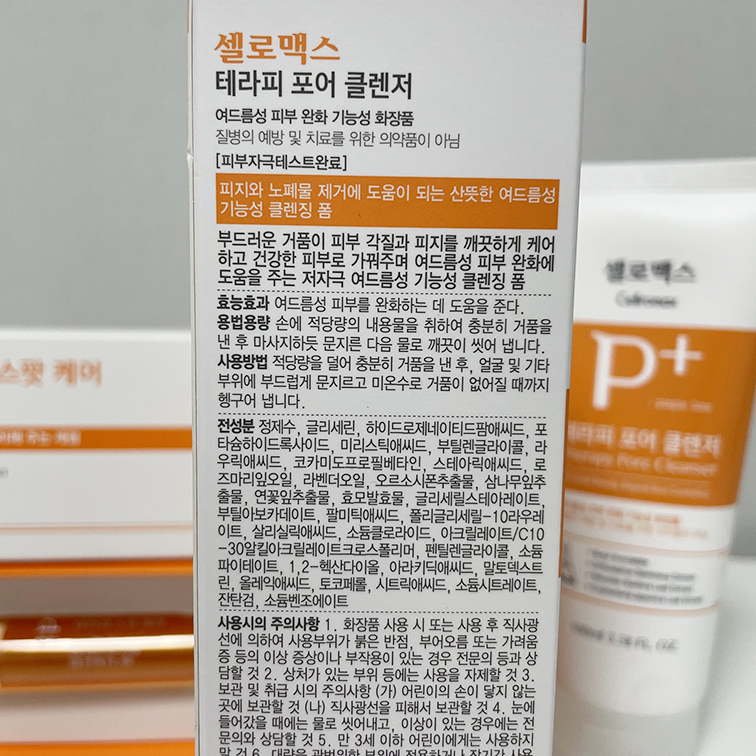 셀로맥스
테라피 포어 클렌저
여드름성 피부 완화 기능성 화장품
질병의 예방 및 치료를 위한 의약품이 아님
[피부자극테스트완료]
피지와 노폐물 제거에 도움이 되는 산뜻한 여드름성
기능성 클렌징 폼
부드러운 거품이 피부 각질과 피지를 깨끗하게 케어
하고 건강한 피부로 가꿔주며 여드름성 피부 완화에
도움을 주는 저자극 여드름성 기능성 클렌징 폼
효능효과 여드름성 피부를 완화하는 데 도움을 준다.
용법용량 손에 적당량의 내용물을 취하여 충분히 거품을
낸 후 마사지하듯 문지른 다음 물로 깨끗이 씻어 냅니다.
사용방법 적당량을 덜어 충분히 거품을 낸 후, 얼굴 및 기타
부위에 부드럽게 문지르고 미온수로 거품이 없어질 때까지
헹구어 냅니다.
전성분 정제수, 글리세린, 하이드로제네이티드팜애씨드, 포
타슘하이드록사이드, 미리스틱애씨드, 부틸렌글라이콜, 라
우릭애씨드, 코카미도프로필베타인, 스테아릭애씨드, 로즈
마리잎오일, 라벤더오일, 오르소시폰추출물, 삼나무잎추
출물, 연꽃잎추출물, 효모발효물, 글리세릴스테아레이트,
부틸아보카데이트, 팔미틱애씨드, 폴리글리세릴-10라우레
이트, 살리실릭애씨드, 소듐클로라이드, 아크릴레이트/C10
-30알킬아크릴레이트크로스폴리머, 펜틸렌글라이콜, 소듐
파이테이트, 1,2-헥산다이올, 아라키딕애씨드, 말토덱스트
린, 올레익애씨드, 토코페롤, 시트릭애씨드, 소듐시트레이트,
잔탄검, 소듐벤조에이트
사용시의 주의사항 1. 화장품 사용 시 또는 사용 후 직사광
선에 의하여 사용부위가 붉은 반점, 부어오름 또는 가려움
증 등의 이상 증상이나 부작용이 있는 경우 전문의 등과 상
담할 것 2. 상처가 있는 부위 등에는 사용을 자제할 것 3.
보관 및 취급 시의 주의사항 (가) 어린이의 손이 닿지 않는
곳에 보관할 것 (나) 직사광선을 피해서 보관할 것 4. 눈에
들어갔을 때에는 물로 씻어내고, 이상이 있는 경우에는 전
문의와 상담할 것 5. 만 3세 이하 어린이에게는 사용하지
말 것 6. 대량을 광범위한 부위에 적용하거나 장기간 사용
스팟 케어
셀로맥스
CelloMax
P+
테라피 포어 클렌저
Therapy Pore Cleanser